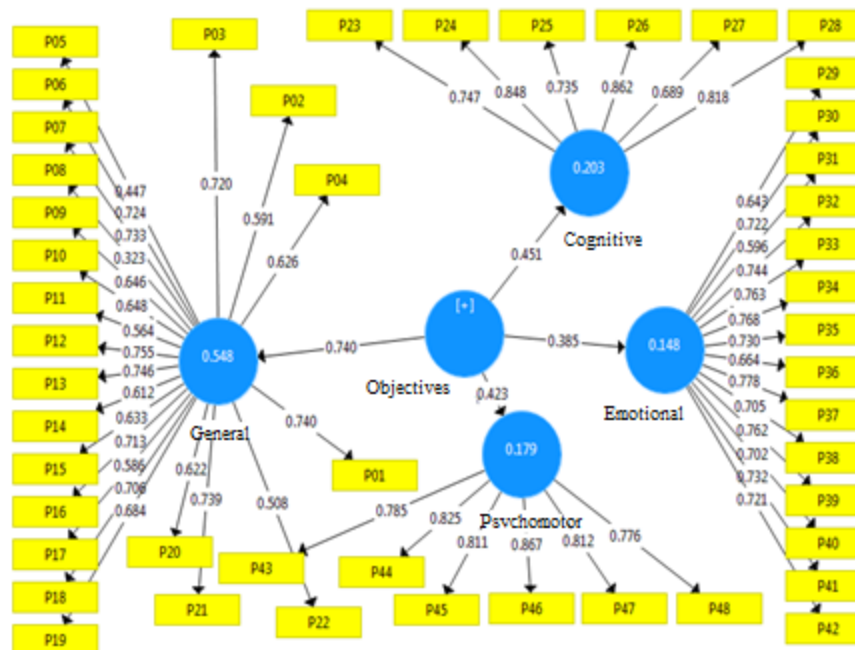 P05
P06
P07
P08
P09
P10
P11
P12
P13
P14
P15
P16
P17
P18
P19
P03
P02
P04
0.447
0.724
0.733
0.323
0.646
0.648
0.564
0.755
0.746
0.612
0.633
0.713
0.586
0.706
0.684
0.720
0.591
0.626
0.548
General
0.622
0.739
0.508
0.740
P20
P21
P22
P01
0.740
[+]
Objectives
0.451
0.385
0.423
P23
P24
P25
P26
P27
P28
0.747
0.848
0.735
0.862
0.689
0.818
0.203
Cognitive
0.148
Emotional
0.643
0.722
0.596
0.744
0.763
0.768
0.730
0.664
0.778
0.705
0.762
0.702
0.732
0.721
P29
P30
P31
P32
P33
P34
P35
P36
P37
P38
P39
P40
P41
P42
0.179
Psychomotor
0.785
0.825
0.811
0.867
0.812
0.776
P43
P44
P45
P46
P47
P48